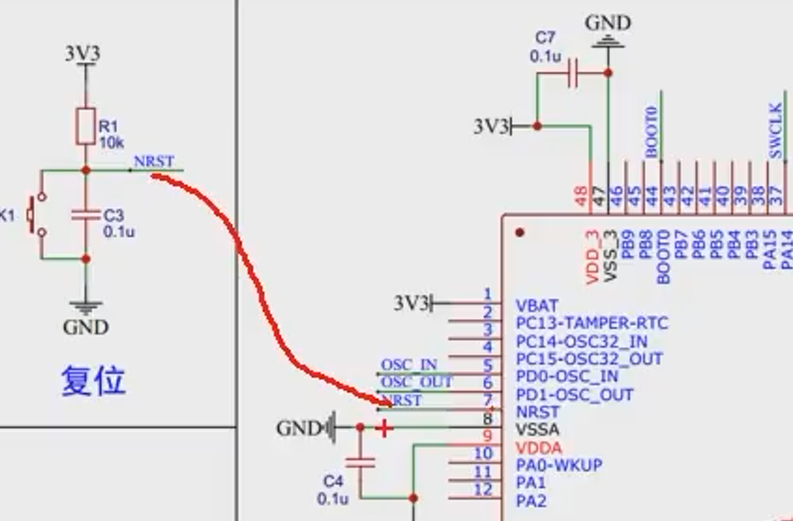 3V3
R1
10k
NRST
K1
C3
0.1u
GND
复位
GND
C7
0.1u
3V3
BOOT0
SWCLK
48
47
46
45
44
43
42
41
40
39
38
37
VDD_3
VSS_3
PB9
PB8
BOOT0
PB7
PB6
PB5
PB4
PB3
PA15
PA14
3V3
1
VBAT
2
PC13-TAMPER-RTC
3
PC14-OSC32_IN
4
PC15-OSC32_OUT
OSC_IN
5
PD0-OSC_IN
OSC_OUT
6
PD1-OSC_OUT
NRST
7
NRST
GND
8
VSSA
9
VDDA
10
PA0-WKUP
11
PA1
12
PA2
C4
0.1u